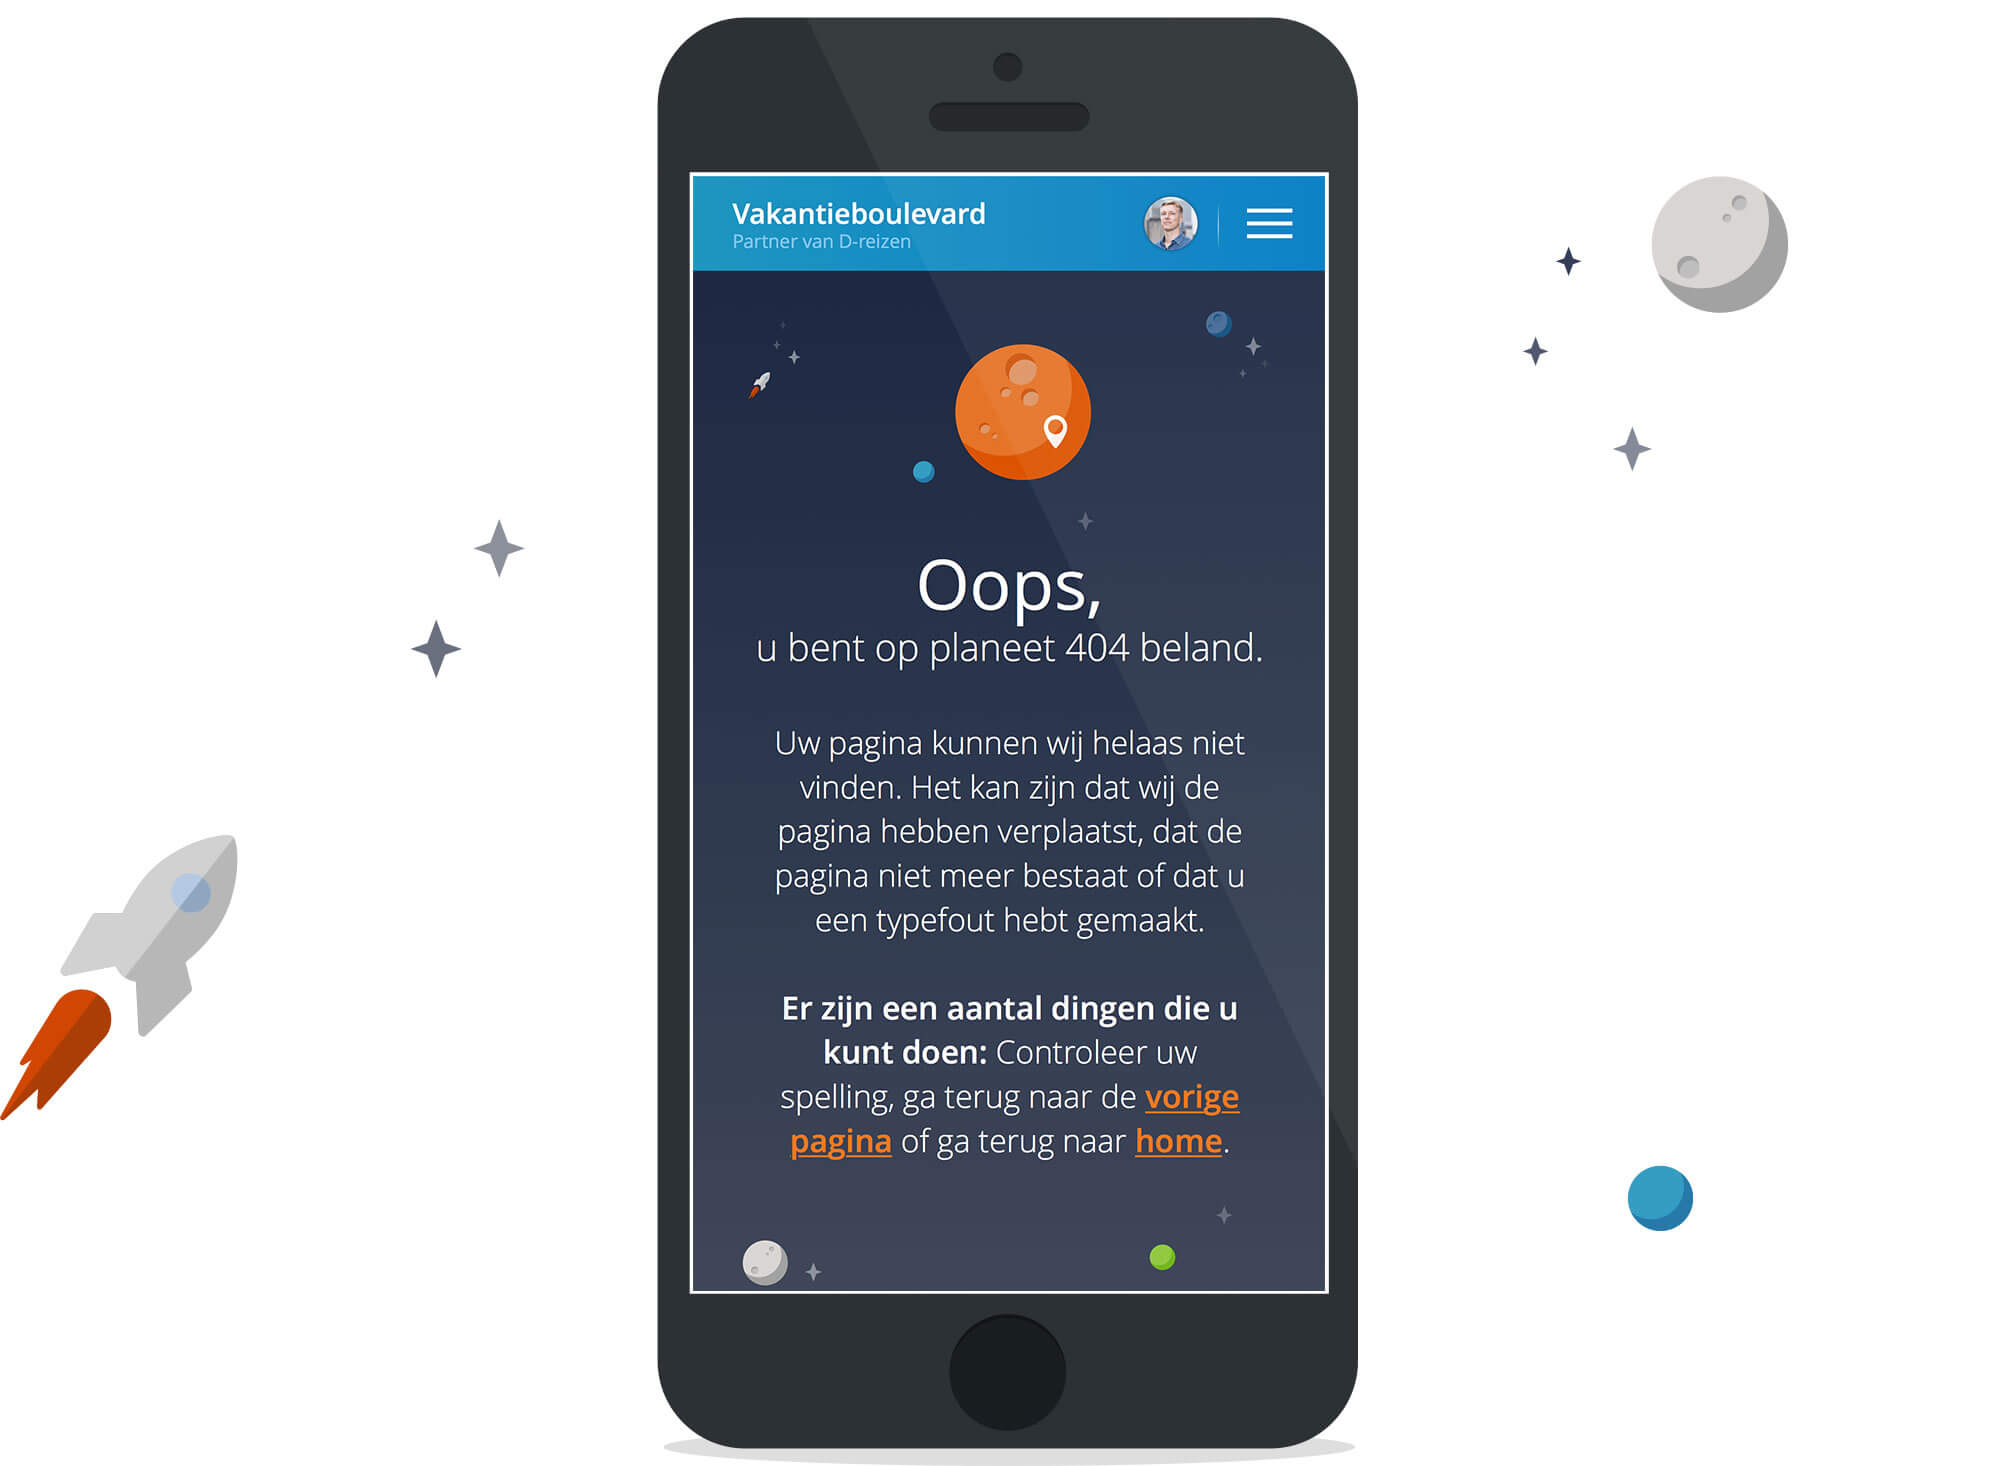 Vakantieboulevard
Partner van D-reizen
Oops,
u bent op planeet 404 beland.
Uw pagina kunnen wij helaas niet
vinden. Het kan zijn dat wij de
pagina hebben verplaatst, dat de
pagina niet meer bestaat of dat u
een typefout hebt gemaakt.
Er zijn een aantal dingen die u
kunt doen: Controleer uw
spelling, ga terug naar de vorige
pagina of ga terug naar home.